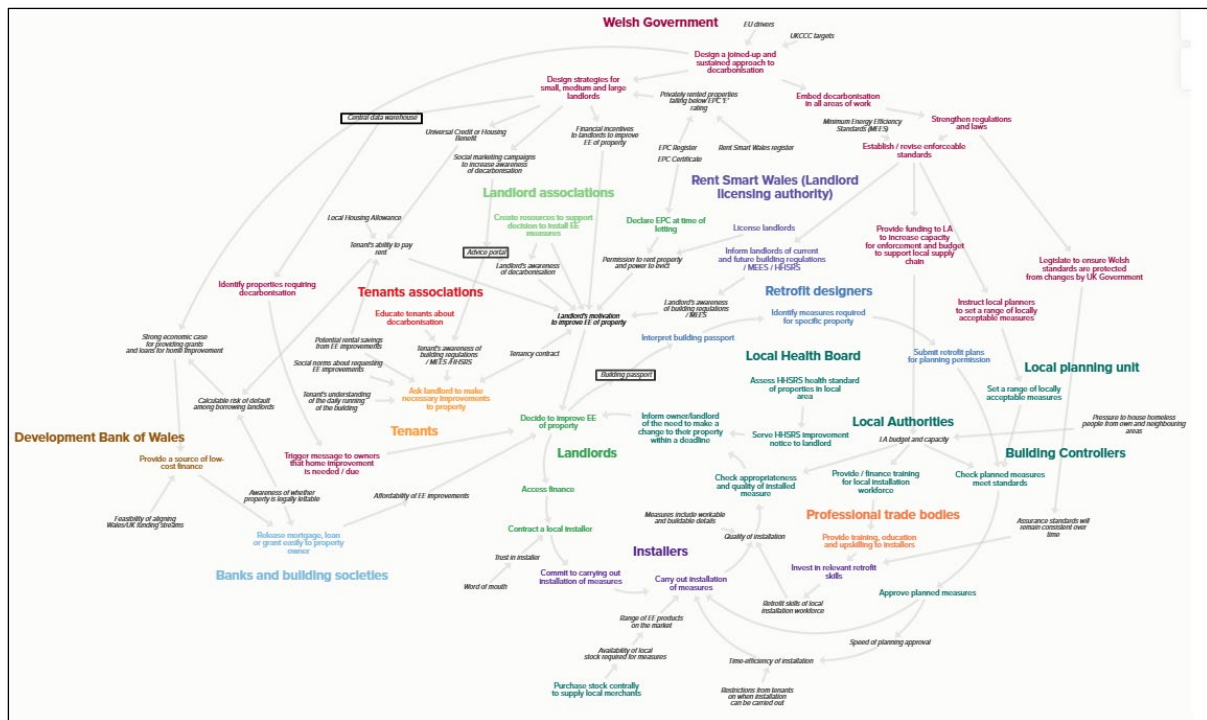 Welsh Government
EU drivers
UKCCC targets
Design a joined-up and
sustained approach to
decarbonisation
Design strategies for
small, medium and large
landlords
Privately rented properties
falling below EPC 'E'
rating
Embed decarbonisation
in all areas of work
Central data warehouse
Universal Credit or Housing
Benefit
Financial incentives
to landlords to improve
EE of property
Minimum Energy Efficiency
Standards (MEES)
Strengthen regulations
and laws
EPC Register
EPC Certificate
Rent Smart Wales register
Establish / revise enforceable
standards
Social marketing campaigns
to increase awareness
of decarbonisation
Landlord associations
Rent Smart Wales (Landlord
licensing authority)
Create resources to support
decision to install EE
measures
Local Housing Allowance
Declare EPC at time of
letting
License landlords
Provide funding to LA
to increase capacity
for enforcement and budget
to support local supply
chain
Tenant's ability to pay
rent
Advice portal
Inform landlords of current
and future building regulations
/ MEES / HHSRS
Landlord's awareness
of decarbonisation
Permission to rent property
and power to evict
Legislate to ensure Welsh
standards are protected
from changes by UK Government
Identify properties requiring
decarbonisation
Tenants associations
Retrofit designers
Educate tenants about
decarbonisation
Landlord's motivation
to improve EE of property
Landlord's awareness
of building regulations
/ MEES
Identify measures required
for specific property
Instruct local planners
to set a range of locally
acceptable measures
Strong economic case
for providing grants
and loans for home improvement
Potential rental savings
from EE improvements
Tenant's awareness of
building regulations
/ MEES /HHSRS
Tenancy contract
Interpret building passport
Local Health Board
Submit retrofit plans
for planning permission
Social norms about requesting
EE improvements
Building passport
Local planning unit
Assess HHSRS health standard
of properties in local
area
Set a range of locally
acceptable measures
Calculable risk of default
among borrowing landlords
Tenant's understanding
of the daily running
of the building
Ask landlord to make
necessary improvements
to property
Decide to improve EE
of property
Inform owner/landlord
of the need to make a
change to their property
within a deadline
Local Authorities
Pressure to house homeless
people from own and neighbouring
areas
Development Bank of Wales
Tenants
Serve HHSRS improvement
notice to landlord
LA budget and capacity
Landlords
Building Controllers
Provide a source of low-
cost finance
Trigger message to owners
that home improvement
is needed / due
Check appropriateness
and quality of installed
measure
Provide / finance training
for local installation
workforce
Check planned measures
meet standards
Awareness of whether
property is legally lettable
Affordability of EE improvements
Access finance
Feasibility of aligning
Wales/UK funding streams
Measures include workable
and buildable details
Professional trade bodies
Assurance standards will
remain consistent over
time
Release mortgage, loan
or grant easily to property
owner
Contract a local installer
Quality of installation
Provide training, education
and upskilling to installers
Installers
Trust in installer
Banks and building societies
Word of mouth
Commit to carrying out
installation of measures
Carry out installation
of measures
Invest in relevant retrofit
skills
Approve planned measures
Retrofit skills of local
installation workforce
Range of EE products
on the market
Speed of planning approval
Availability of local
stock required for measures
Time-efficiency of installation
Purchase stock centrally
to supply local merchants
Restrictions from tenants
on when installation
can be carried out